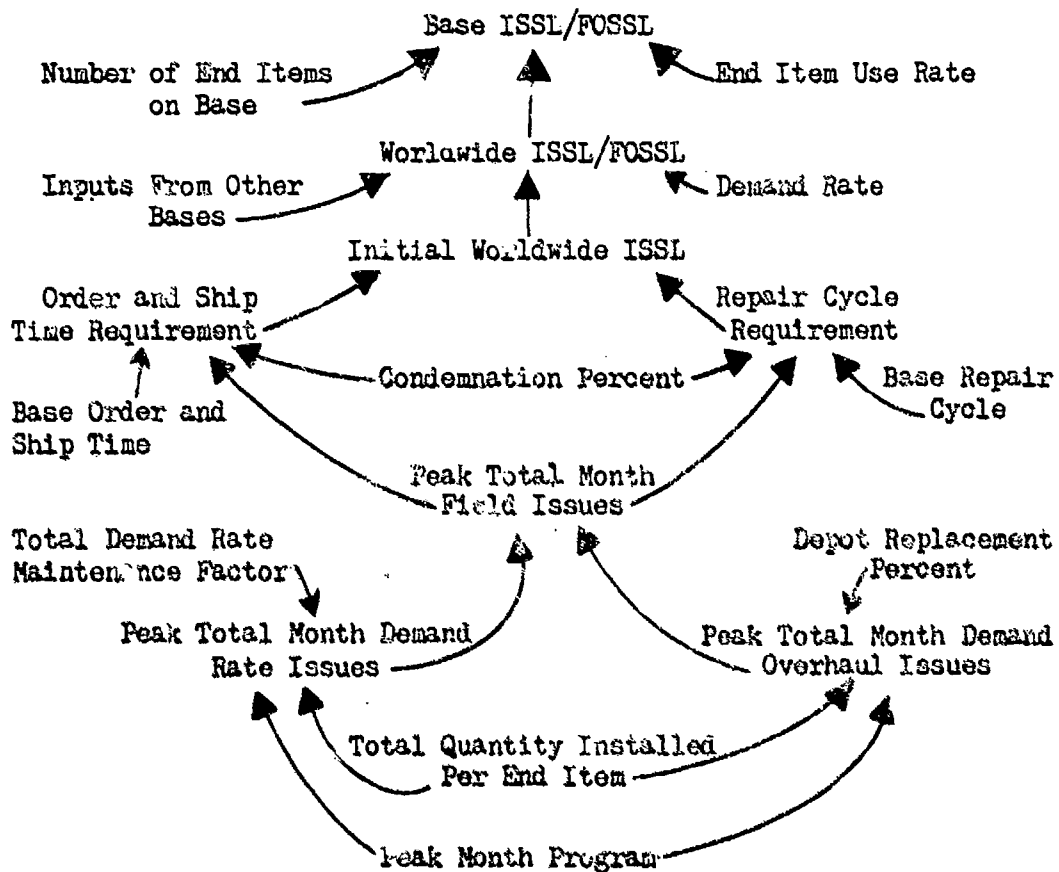 Base ISSL/FOSSL
Number of End Items
on Base
End Item Use Rate
Worldwide ISSL/FOSSL
Inputs From Other
Bases
Demand Rate
Initial Worldwide ISSL
Order and Ship
Time Requirement
Repair Cycle
Requirement
Condemnation Percent
Base Order and
Ship Time
Base Repair
Cycle
Peak Total Month
Field Issues
Total Demand Rate
Maintenance Factor
Depot Replacement
Percent
Peak Total Month Demand
Rate Issues
Peak Total Month Demand
Overhaul Issues
Total Quantity Installed
Per End Item
Peak Month Program